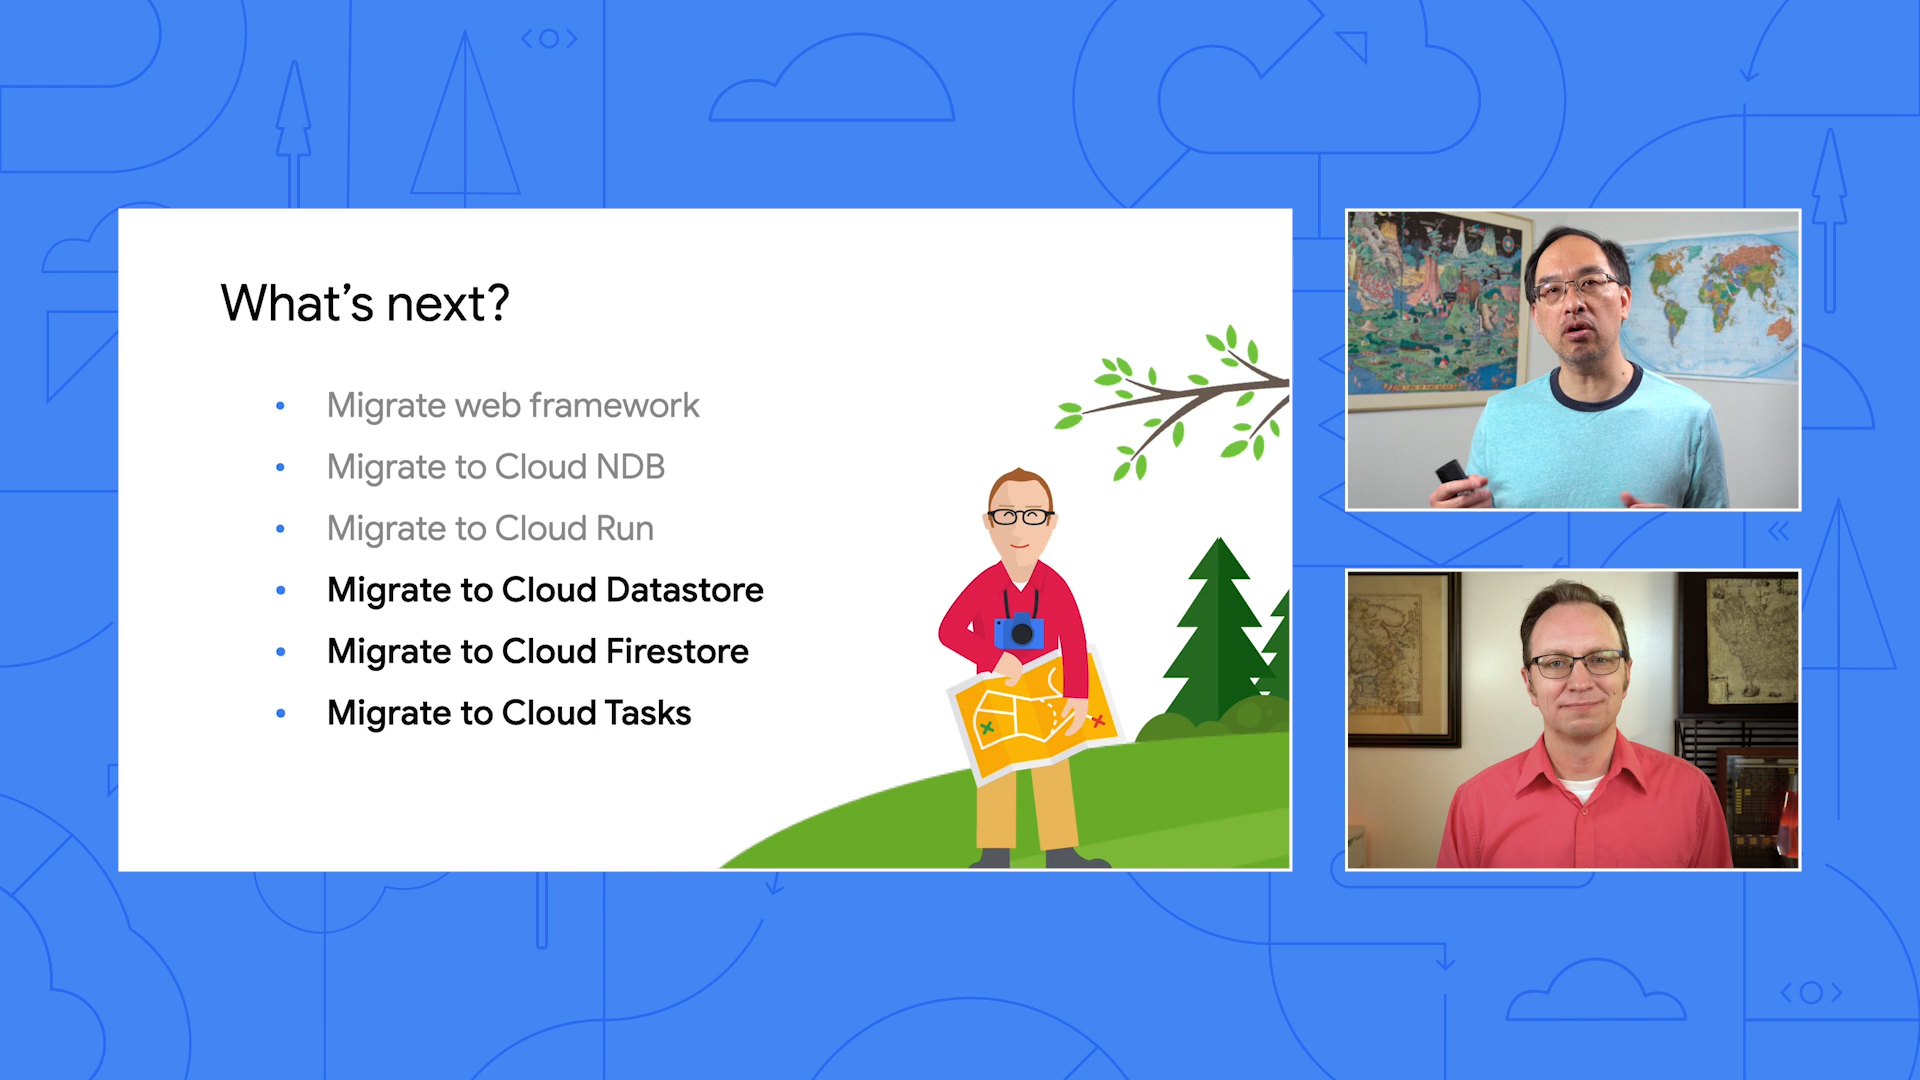 What's next?
• Migrate web framework
• Migrate to Cloud NDB
• Migrate to Cloud Run
• Migrate to Cloud Datastore
• Migrate to Cloud Firestore
• Migrate to Cloud Tasks